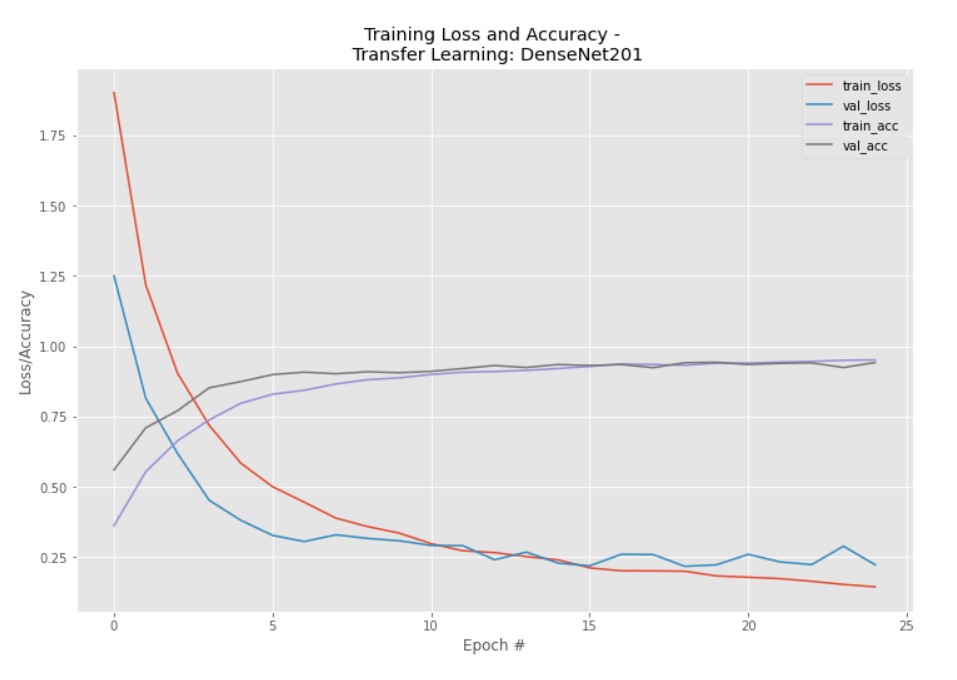 Training Loss and Accuracy -
Transfer Learning: DenseNet201
train_loss
val_loss
train_acc
val_acc
1.75
1.50
1.25
1.00
0.75
0.50
0.25
Loss/Accuracy
0 5 10 15 20 25
Epoch #